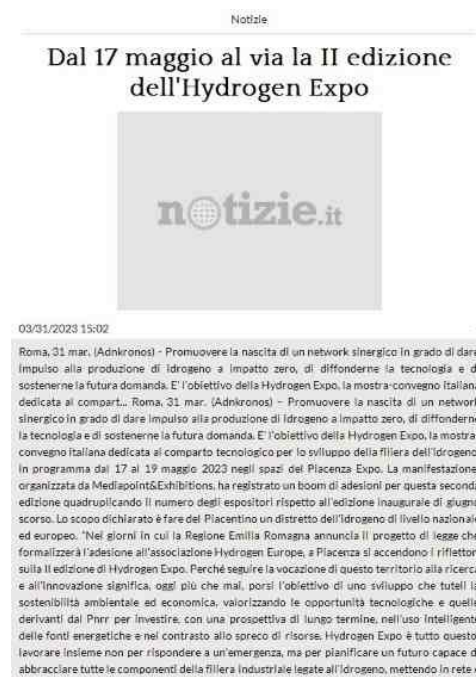 Notizie
Dal 17 maggio al via la II edizione
dell'Hydrogen Expo
notizie.it
03/31/2023 15:02
Roma, 31 mar. (Adnkronos) - Promuovere la nascita di un network sinergico in grado di dare
impulso alla produzione di idrogeno a impatto zero, di diffonderne la tecnologia e d
sostenerne la futura domanda. E' l'obiettivo della Hydrogen Expo, la mostra-convegno italiana
dedicata al compart... Roma, 31 mar. (Adnkronos) – Promuovere la nascita di un network
sinergico in grado di dare impulso alla produzione di idrogeno a impatto zero, di diffonderne
la tecnologia e di sostenerne la futura domanda. E' l'obiettivo della Hydrogen Expo, la mostra-
convegno italiana dedicata al comparto tecnologico per lo sviluppo della filiera dell'idrogeno
in programma dal 17 al 19 maggio 2023 negli spazi del Piacenza Expo. La manifestazione
organizzata da Mediapoint&Exhibitions, ha registrato un boom di adesioni per questa seconda
edizione quadruplicando il numero degli espositori rispetto all'edizione inaugurale di giugno
scorso. Lo scopo dichiarato è fare del Piacentino un distretto dell'idrogeno di livello nazionale
ed europeo. "Nei giorni in cui la Regione Emilia Romagna annuncia il progetto di legge che
formalizzerà l'adesione all'associazione Hydrogen Europe, a Piacenza si accendono i riflettor
sulla II edizione di Hydrogen Expo. Perché seguire la vocazione di questo territorio alla ricerca
e all'innovazione significa, oggi più che mai, porsi l'obiettivo di uno sviluppo che tuteli la
sostenibilità ambientale ed economica, valorizzando le opportunità tecnologiche e quelle
derivanti dal Pnrr per investire, con una prospettiva di lungo termine, nell'uso intelligente
delle fonti energetiche e nel contrasto allo spreco di risorse. Hydrogen Expo è tutto questo
lavorare insieme non per rispondere a un'emergenza, ma per pianificare un futuro capace d
abbracciare tutte le componenti della filiera industriale legate all'idrogeno, mettendo in rete e